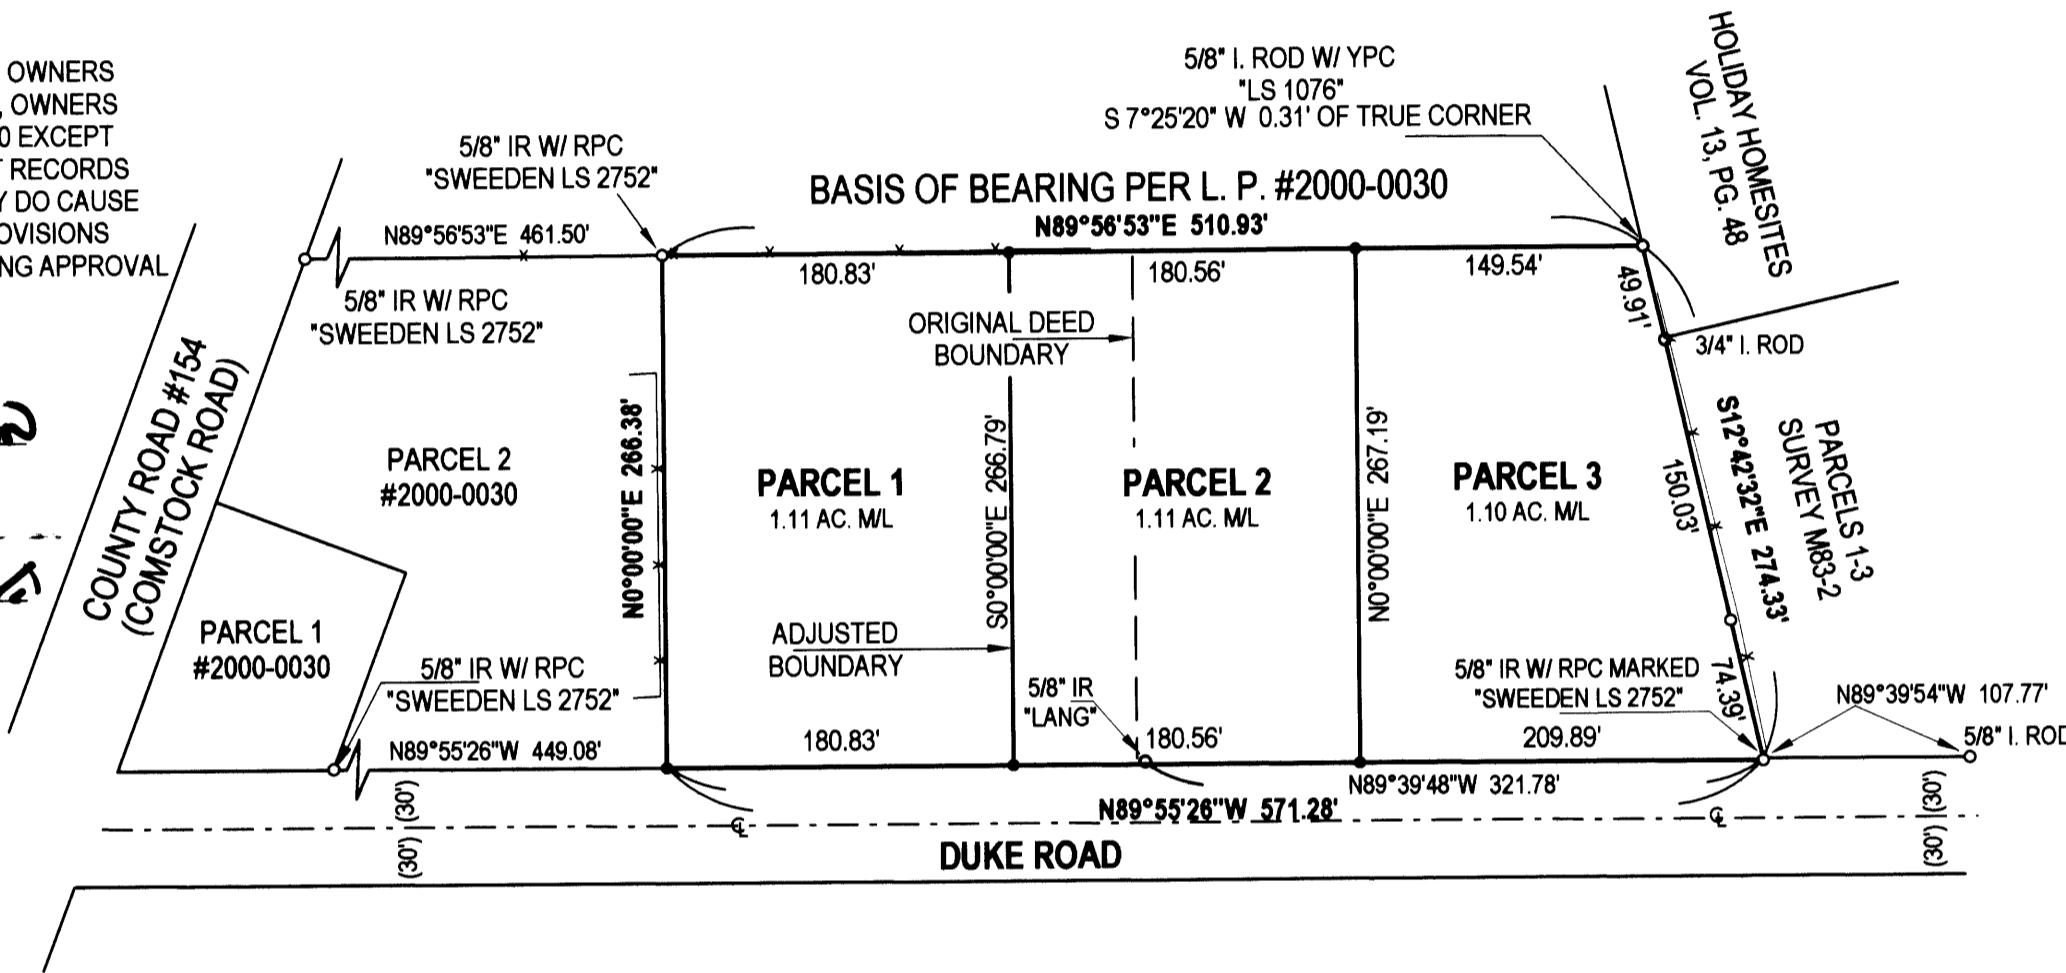 OWNERS
, OWNERS
0 EXCEPT
T RECORDS
Y DO CAUSE
OVISIONS
NG APPROVAL
5/8" I. ROD W/ YPC
"LS 1076"
S 7°25'20" W 0.31' OF TRUE CORNER
HOLIDAY HOMESITES
VOL. 13, PG. 48
5/8" IR W/ RPC
"SWEEDEN LS 2752"
BASIS OF BEARING PER L. P. #2000-0030
N89°56'53"E 461.50'
N89°56'53"E 510.93'
180.83'
180.56'
149.54'
49.91'
5/8" IR W/ RPC
"SWEEDEN LS 2752"
ORIGINAL DEED
BOUNDARY
3/4" I. ROD
COUNTY ROAD #154
(COMSTOCK ROAD)
PARCEL 2
#2000-0030
N0°00'00"E 266.38'
PARCEL 1
1.11 AC. M/L
S0°00'00"E 266.79'
PARCEL 2
1.11 AC. M/L
N0°00'00"E 267.19'
PARCEL 3
1.10 AC. M/L
150.03'
S12°42'32"E 274.33'
PARCELS 1-3
SURVEY M83-2
PARCEL 1
#2000-0030
5/8" IR W/ RPC
"SWEEDEN LS 2752"
ADJUSTED
BOUNDARY
5/8" IR
"LANG"
5/8" IR W/ RPC MARKED
"SWEEDEN LS 2752"
74.39'
N89°39'54"W 107.77'
5/8" I. ROD
N89°55'26"W 449.08'
180.83'
180.56'
209.89'
N89°39'48"W 321.78'
N89°55'26"W 571.28'
(30')
(30')
(30')
(30')
℄
℄
DUKE ROAD